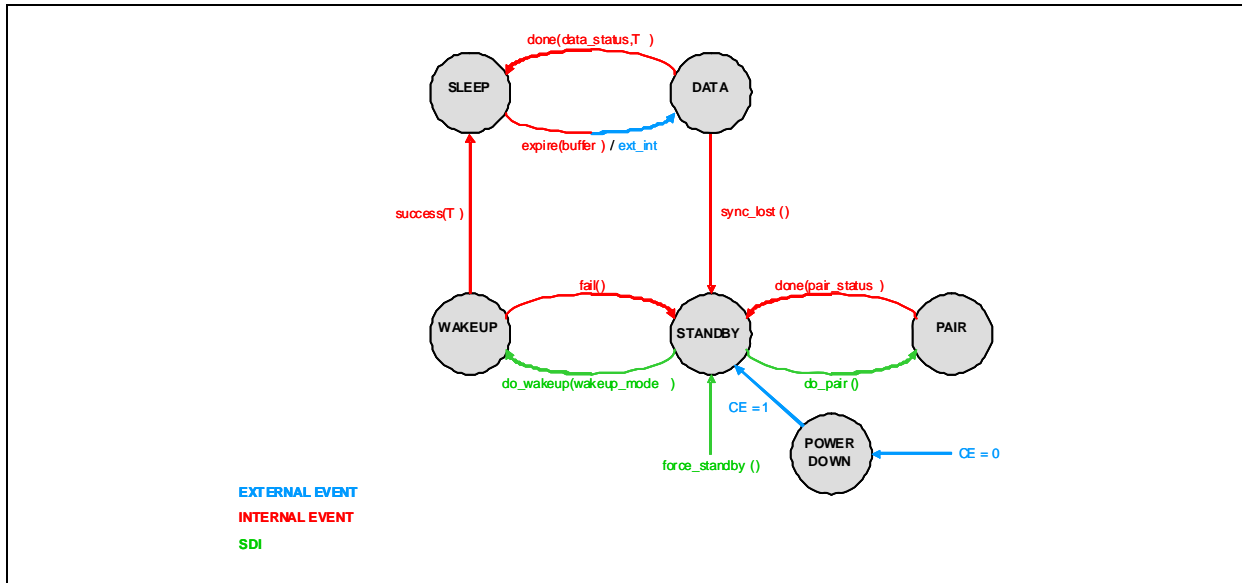 done(data_status,T )
SLEEP
DATA
expire(buffer ) / ext_int
success(T )
sync_lost ()
fail()
done(pair_status )
WAKEUP
STANDBY
PAIR
do_wakeup(wakeup_mode )
do_pair ()
CE = 1
POWER
DOWN
CE = 0
force_standby ()
EXTERNAL EVENT
INTERNAL EVENT
SDI